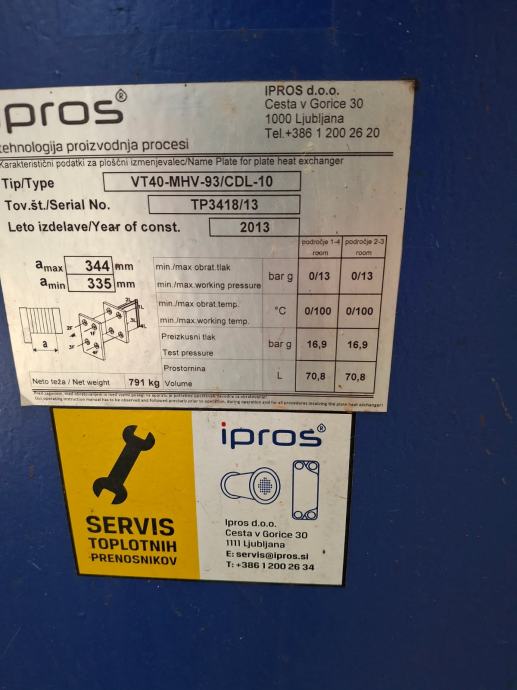 ipros®
IPROS d.o.o.
Cesta v Gorice 30
1000 Ljubljana
Tel.+386 1 200 26 20
tehnologija proizvodnja procesi
Karakteristični podatki za ploščni izmenjevalec/Name Plate for plate heat exchanger
Tip/Type VT40-MHV-93/CDL-10
Tov.št./Serial No. TP3418/13
Leto izdelave/Year of const. 2013
področje 1-4 področje 2-3
room room
amax 344 mm
amin 335 mm
min./max obrat.tlak
min./max.working pressure bar g 0/13 0/13
min./max obrat.temp.
min./max.working temp. °C 0/100 0/100
Preizkusni tlak
Test pressure bar g 16,9 16,9
Prostornina
Volume L 70,8 70,8
a
Neto teža / Net weight 791 kg
SERVIS
TOPLOTNIH
PRENOSNIKOV
ipros®
Ipros d.o.o.
Cesta v Gorice 30
1111 Ljubljana
E: servis@ipros.si
T: +386 1 200 26 34